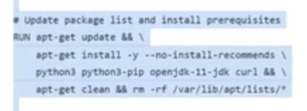 # Update package list and install prerequisites
RUN apt-get update && \
apt-get install -y --no-install-recommends \
python3 python3-pip openjdk-11-jdk curl && \
apt-get clean && rm -rf /var/lib/apt/lists/*